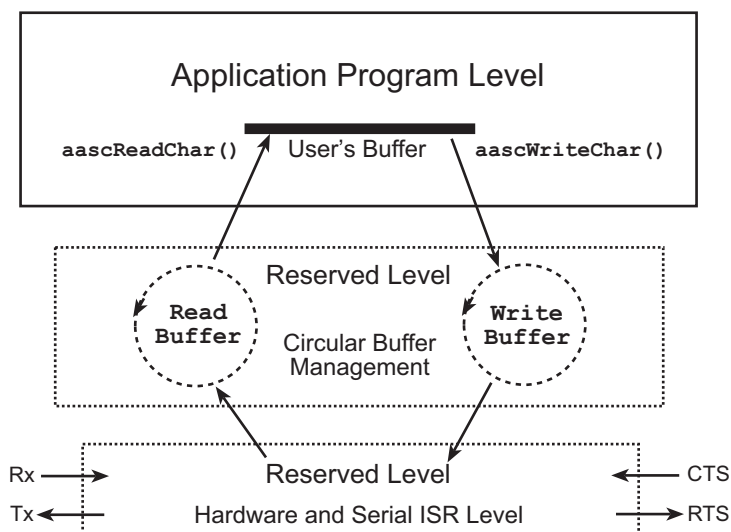 Application Program Level
aascReadChar()
User's Buffer
aascWriteChar()
Reserved Level
Read
Buffer
Write
Buffer
Circular Buffer
Management
Rx
Reserved Level
CTS
Tx
Hardware and Serial ISR Level
RTS